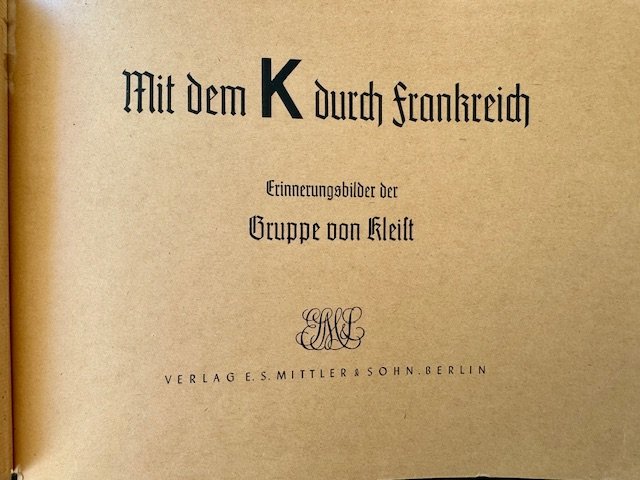 Mit dem K durch Frankreich
Erinnerungsbilder der
Gruppe von Kleist
VERLAG E. S. MITTLER & SOHN . BERLIN